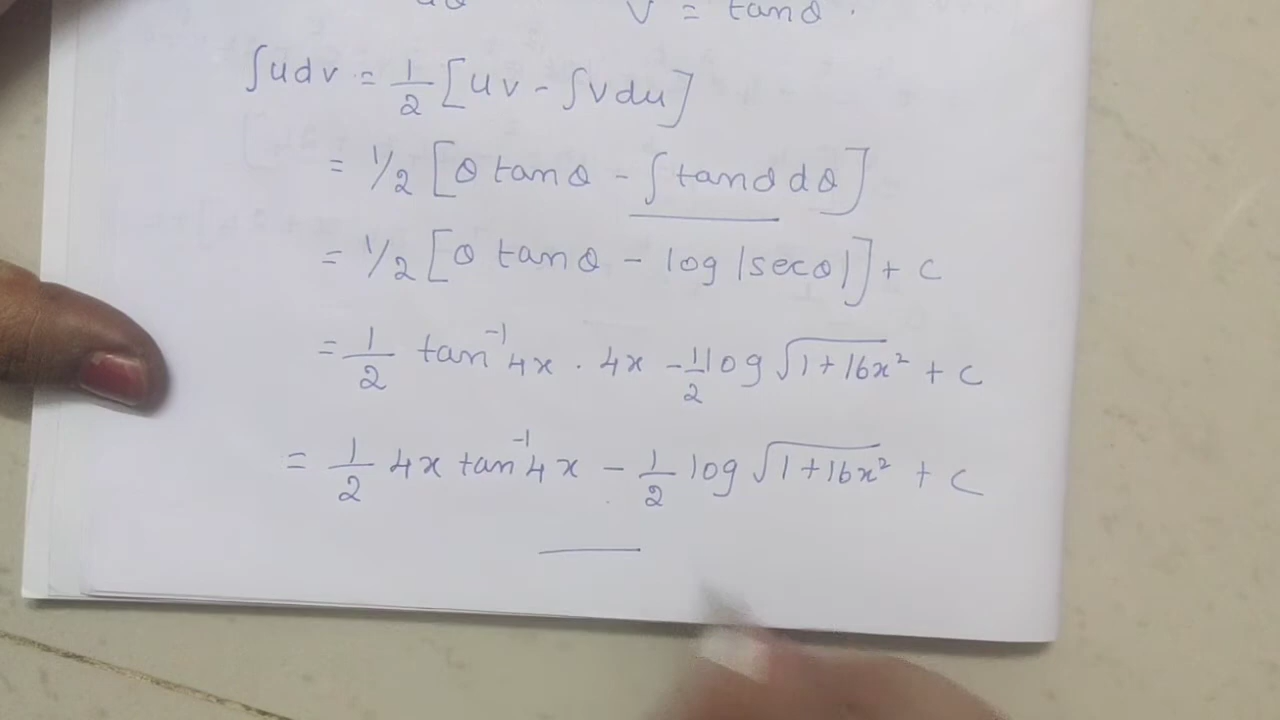 dθ V = tanθ.
∫udv = 1/2 [uv - ∫vdu]
= 1/2 [θ tanθ - ∫tanθ dθ]
= 1/2 [θ tanθ - log |secθ|] + c
= 1/2 tan⁻¹4x . 4x - 1/2 log √1+16x² + c
= 1/2 4x tan⁻¹4x - 1/2 log √1+16x² + c